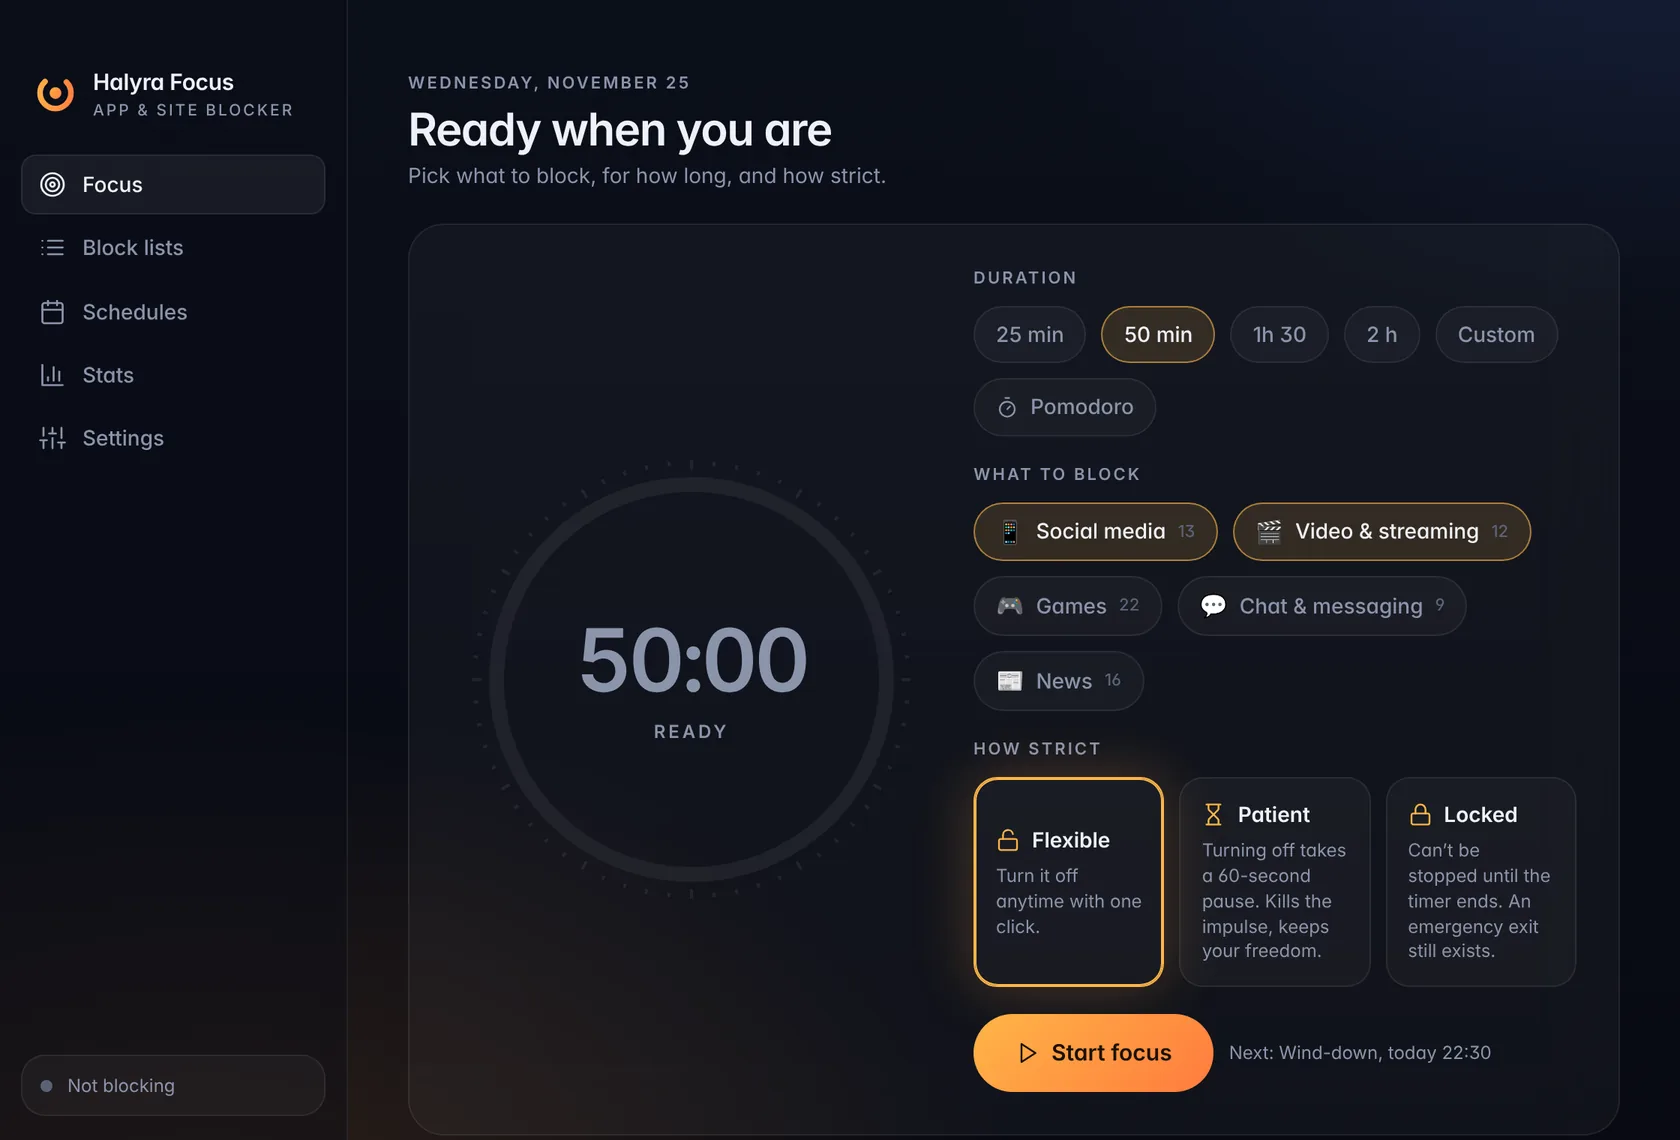 Halyra Focus
APP & SITE BLOCKER
Focus
Block lists
Schedules
Stats
Settings
Not blocking
WEDNESDAY, NOVEMBER 25
Ready when you are
Pick what to block, for how long, and how strict.
50:00
READY
DURATION
25 min
50 min
1h 30
2 h
Custom
Pomodoro
WHAT TO BLOCK
Social media 13
Video & streaming 12
Games 22
Chat & messaging 9
News 16
HOW STRICT
Flexible
Turn it off
anytime with one
click.
Patient
Turning off takes
a 60-second
pause. Kills the
impulse, keeps
your freedom.
Locked
Can’t be
stopped until the
timer ends. An
emergency exit
still exists.
Start focus
Next: Wind-down, today 22:30